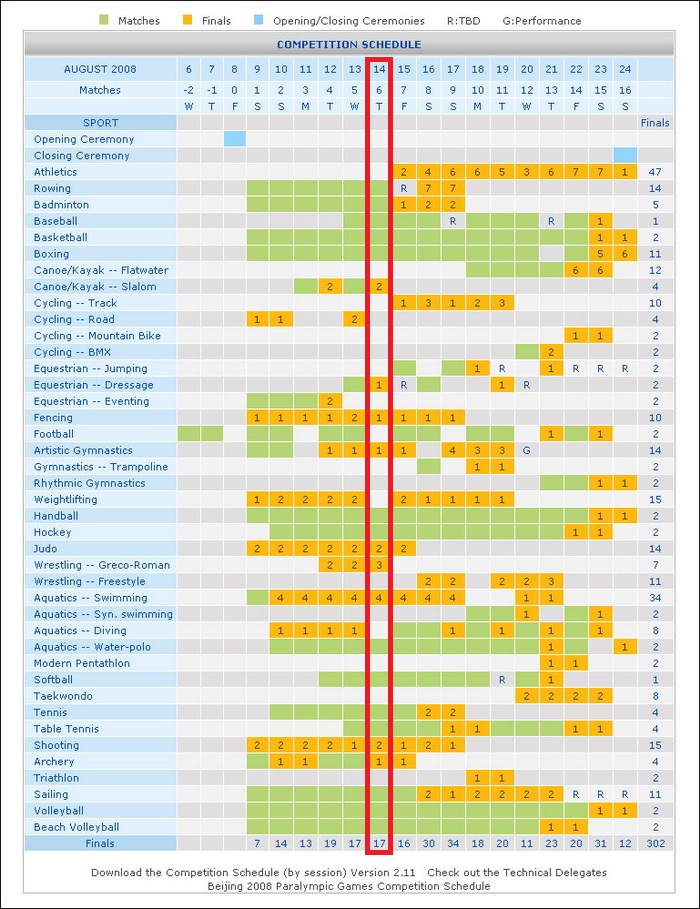 Matches Finals Opening/Closing Ceremonies R:TBD G:Performance
COMPETITION SCHEDULE
AUGUST 2008 6 7 8 9 10 11 12 13 14 15 16 17 18 19 20 21 22 23 24
Matches -2 -1 0 1 2 3 4 5 6 7 8 9 10 11 12 13 14 15 16
W T F S S M T W T F S S M T W T F S S
SPORT Finals
Opening Ceremony
Closing Ceremony
Athletics 2 4 6 6 5 3 6 7 7 1 47
Rowing R 7 7 14
Badminton 1 2 2 5
Baseball R R 1 1
Basketball 1 1 2
Boxing 5 6 11
Canoe/Kayak -- Flatwater 6 6 12
Canoe/Kayak -- Slalom 2 2 4
Cycling -- Track 1 3 1 2 3 10
Cycling -- Road 1 1 2 4
Cycling -- Mountain Bike 1 1 2
Cycling -- BMX 2 2
Equestrian -- Jumping 1 R 1 R R R 2
Equestrian -- Dressage 1 R 1 R 2
Equestrian -- Eventing 2 2
Fencing 1 1 1 1 2 1 1 1 1 10
Football 1 1 2
Artistic Gymnastics 1 1 1 1 4 3 3 G 14
Gymnastics -- Trampoline 1 1 2
Rhythmic Gymnastics 1 1 2
Weightlifting 1 2 2 2 2 2 1 1 1 1 15
Handball 1 1 2
Hockey 1 1 2
Judo 2 2 2 2 2 2 2 14
Wrestling -- Greco-Roman 2 2 3 7
Wrestling -- Freestyle 2 2 2 2 3 11
Aquatics -- Swimming 4 4 4 4 4 4 4 4 1 1 34
Aquatics -- Syn. swimming 1 1 2
Aquatics -- Diving 1 1 1 1 1 1 1 1 8
Aquatics -- Water-polo 1 1 2
Modern Pentathlon 1 1 2
Softball R 1 1
Taekwondo 2 2 2 2 8
Tennis 2 2 4
Table Tennis 1 1 1 1 4
Shooting 2 2 2 2 1 2 1 2 1 15
Archery 1 1 1 1 4
Triathlon 1 1 2
Sailing 2 1 2 2 2 2 R R R 11
Volleyball 1 1 2
Beach Volleyball 1 1 2
Finals 7 14 13 19 17 17 16 30 34 18 20 11 23 20 31 12 302
Download the Competition Schedule (by session) Version 2.11 Check out the Technical Delegates
Beijing 2008 Paralympic Games Competition Schedule